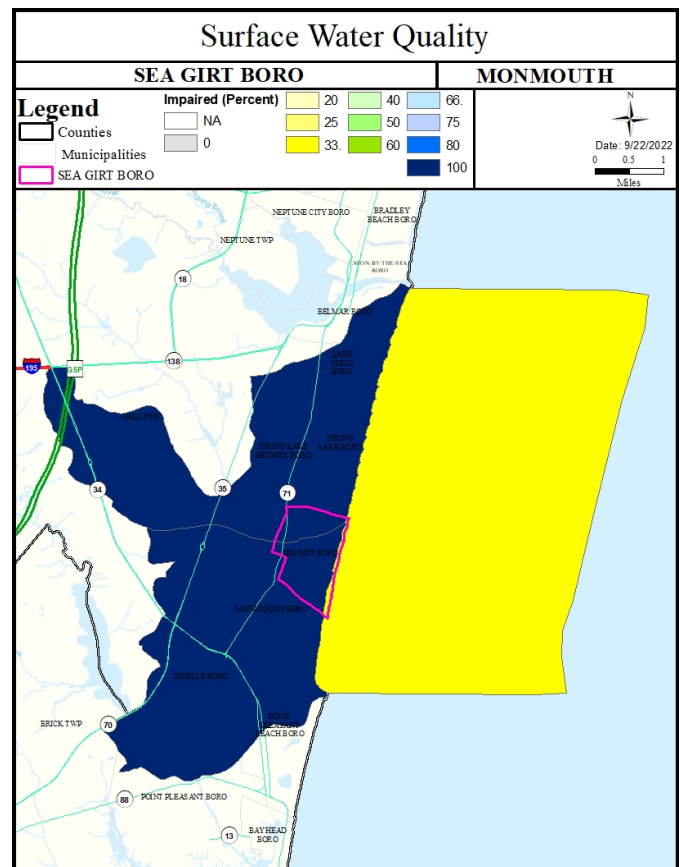 Surface Water Quality
SEA GIRT BORO
MONMOUTH
Legend
Counties
Municipalities
SEA GIRT BORO
Impaired (Percent)
NA
0
20
25
33.
40
50
60
66.
75
80
100
N
Date: 9/22/2022
0 0.5 1
Miles
NEPTUNE CITY BORO
BRADLEY
BEACH BORO
NEPTUNE TWP
AVON-BY-THE-SEA
BORO
18
BELMAR BORO
138
LAKE
COMO
BORO
195
GSP
WALL TWP
SPRING LAKE
HEIGHTS BORO
SPRING
LAKE BORO
34
35
71
SEA GIRT BORO
MANASQUAN BORO
BRIELLE BORO
BRICK TWP
70
POINT
PLEASANT
BEACH BORO
88
POINT PLEASANT BORO
13
BAY HEAD
BORO